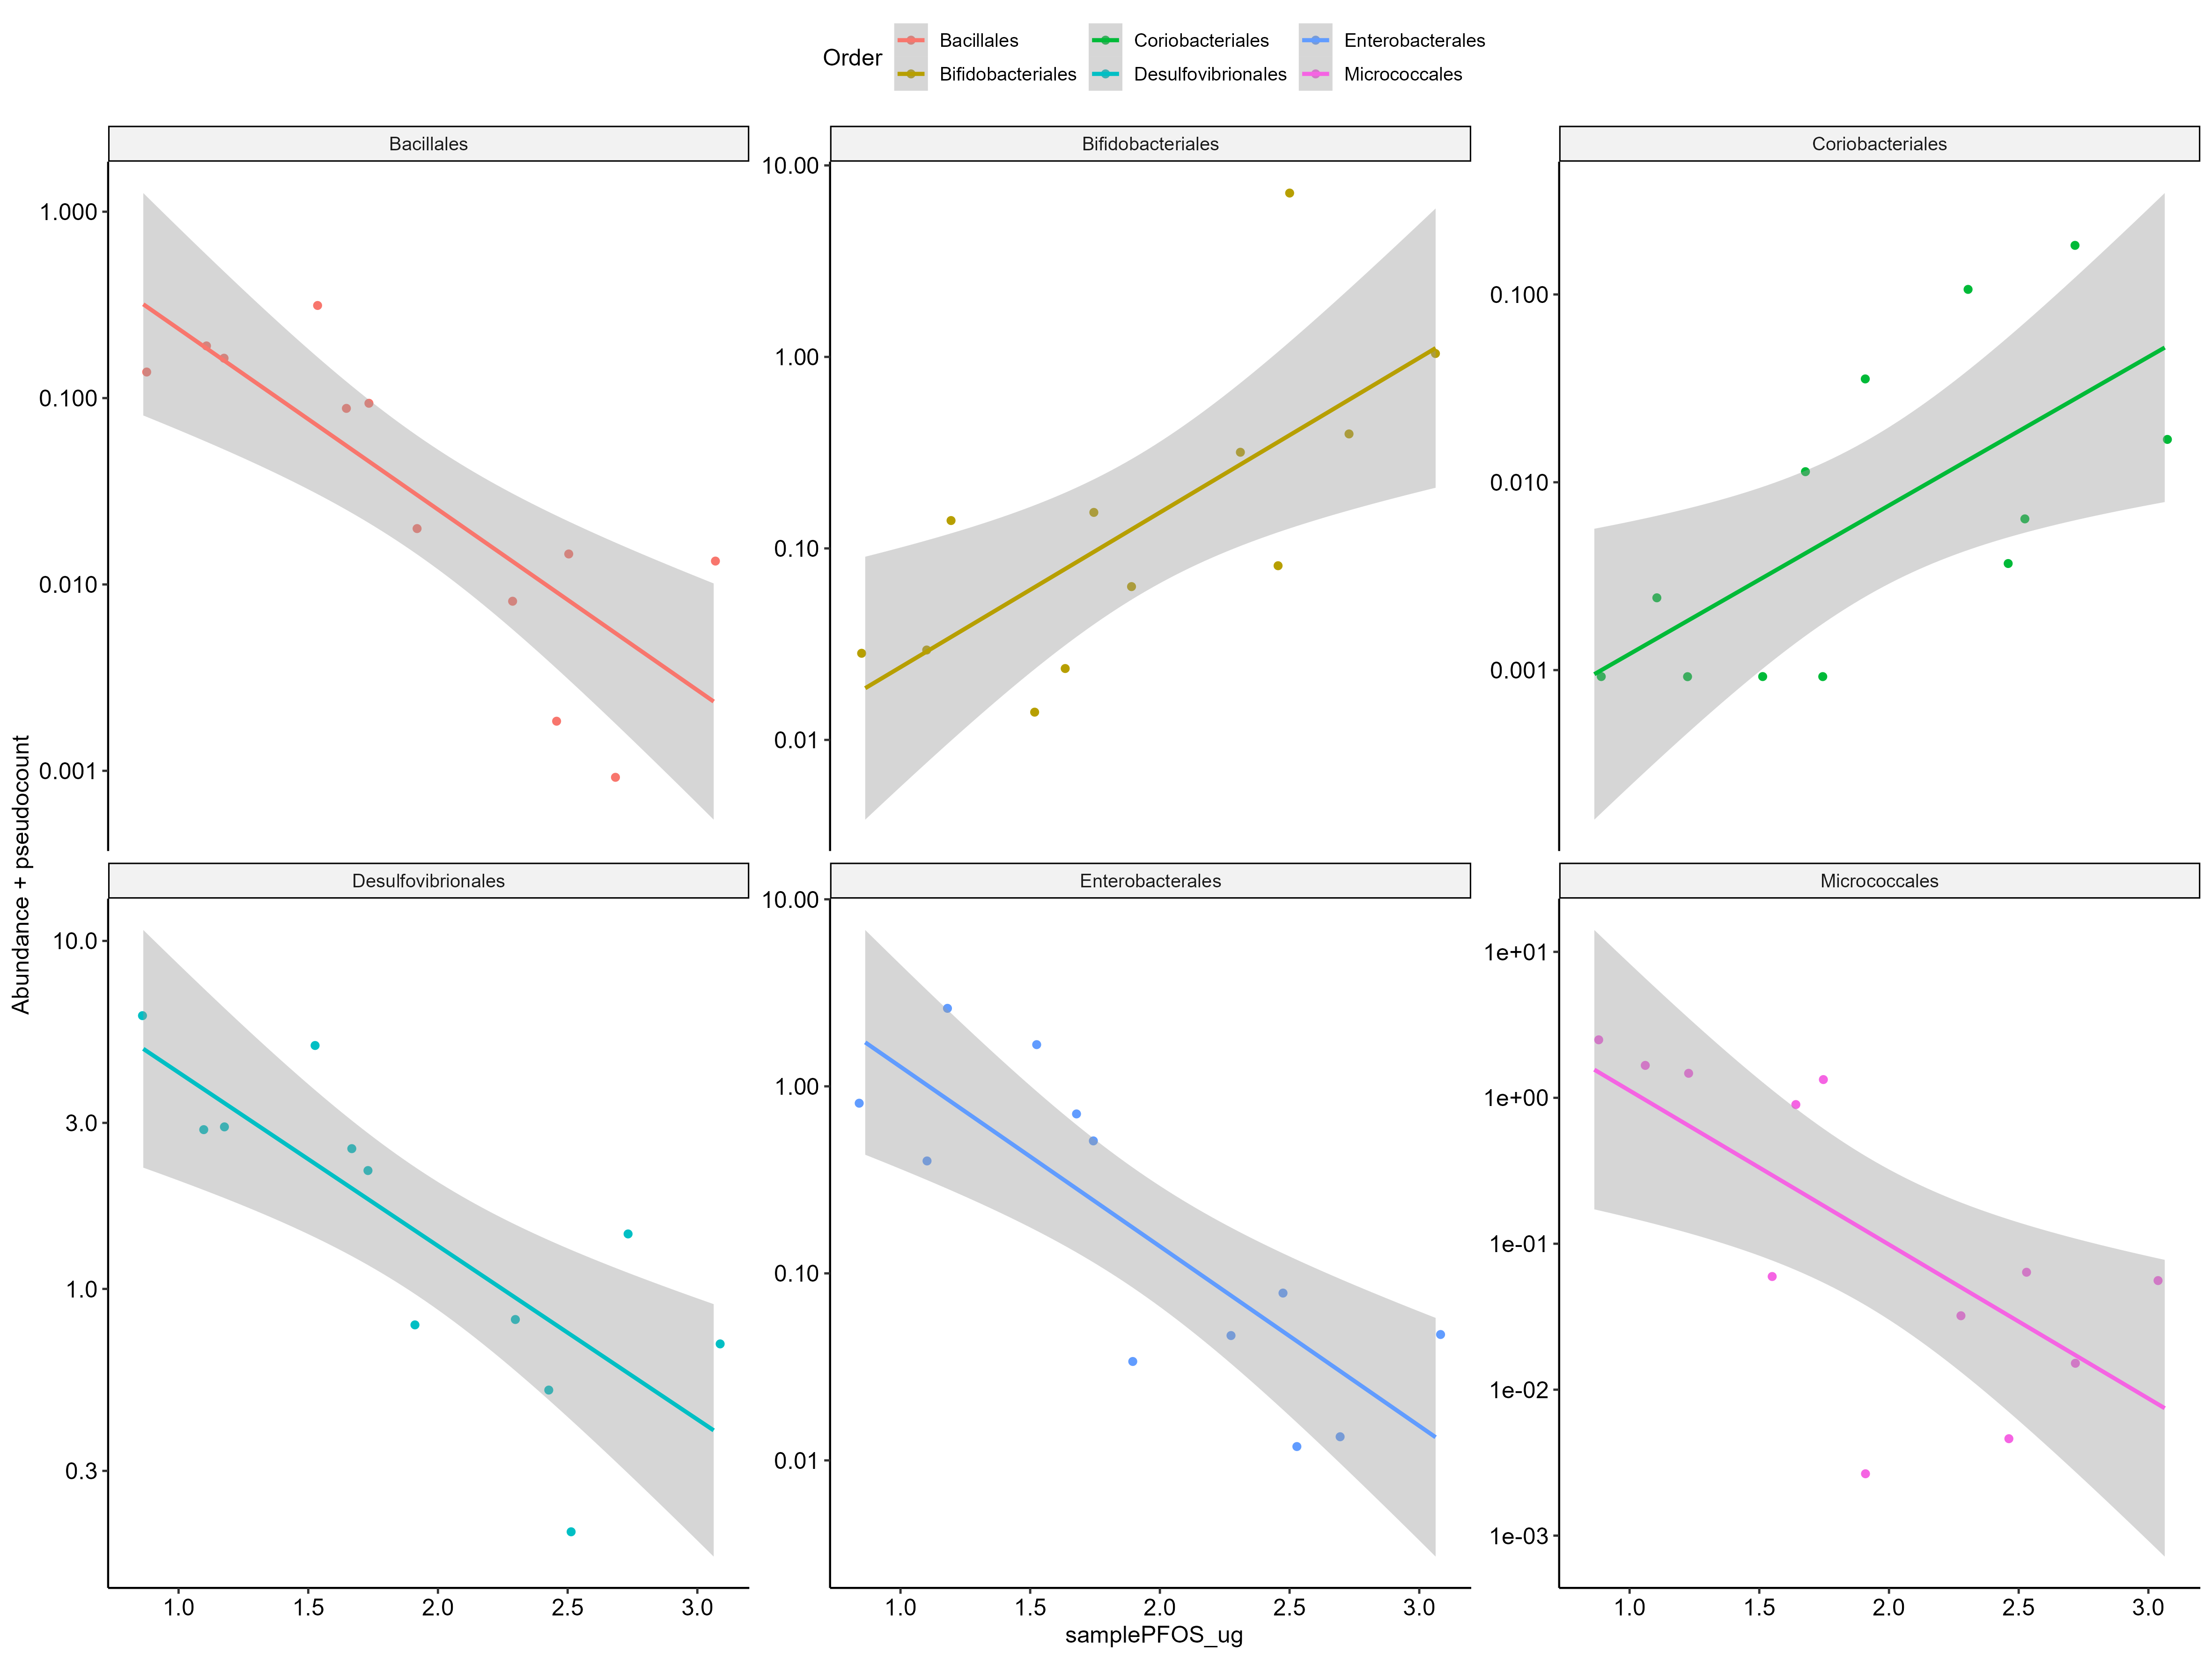 Order
Bacillales
Coriobacteriales
Enterobacterales
Bifidobacteriales
Desulfovibrionales
Micrococcales
Bacillales
Bifidobacteriales
Coriobacteriales
1.000
0.100
0.010
0.001
10.00
1.00
0.10
0.01
0.100
0.010
0.001
Abundance + pseudocount
Desulfovibrionales
Enterobacterales
Micrococcales
10.0
3.0
1.0
0.3
10.00
1.00
0.10
0.01
1e+01
1e+00
1e-01
1e-02
1e-03
1.0 1.5 2.0 2.5 3.0
1.0 1.5 2.0 2.5 3.0
1.0 1.5 2.0 2.5 3.0
samplePFOS_ug